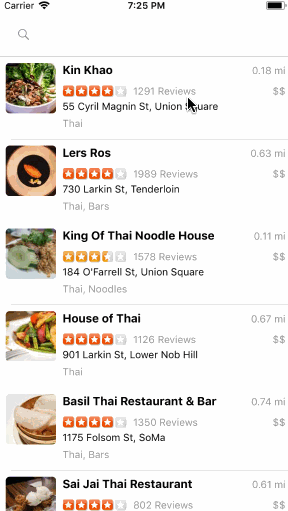 Carrier 7:25 PM
Kin Khao 0.18 mi
1291 Reviews $$
55 Cyril Magnin St, Union Square
Thai
Lers Ros 0.63 mi
1989 Reviews $$
730 Larkin St, Tenderloin
Thai, Bars
King Of Thai Noodle House 0.11 mi
1578 Reviews $$
184 O'Farrell St, Union Square
Thai, Noodles
House of Thai 0.67 mi
1126 Reviews $$
901 Larkin St, Lower Nob Hill
Thai
Basil Thai Restaurant & Bar 0.74 mi
1350 Reviews $$
1175 Folsom St, SoMa
Thai, Bars
Sai Jai Thai Restaurant 0.61 mi
802 Reviews $$